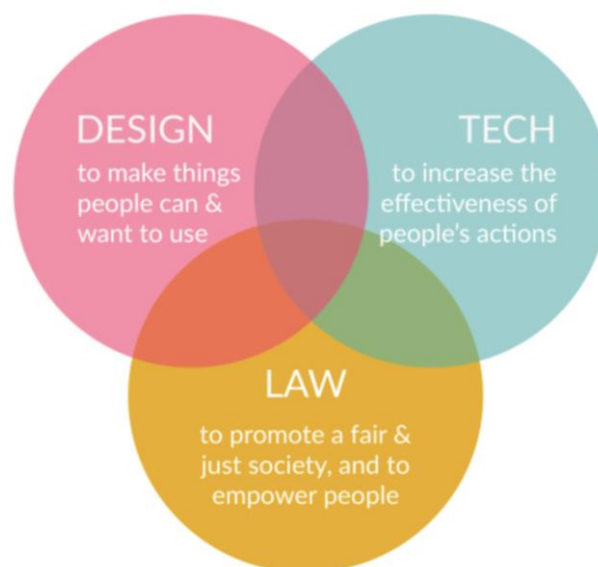 DESIGN
to make things
people can &
want to use
TECH
to increase the
effectiveness of
people's actions
LAW
to promote a fair &
just society, and to
empower people